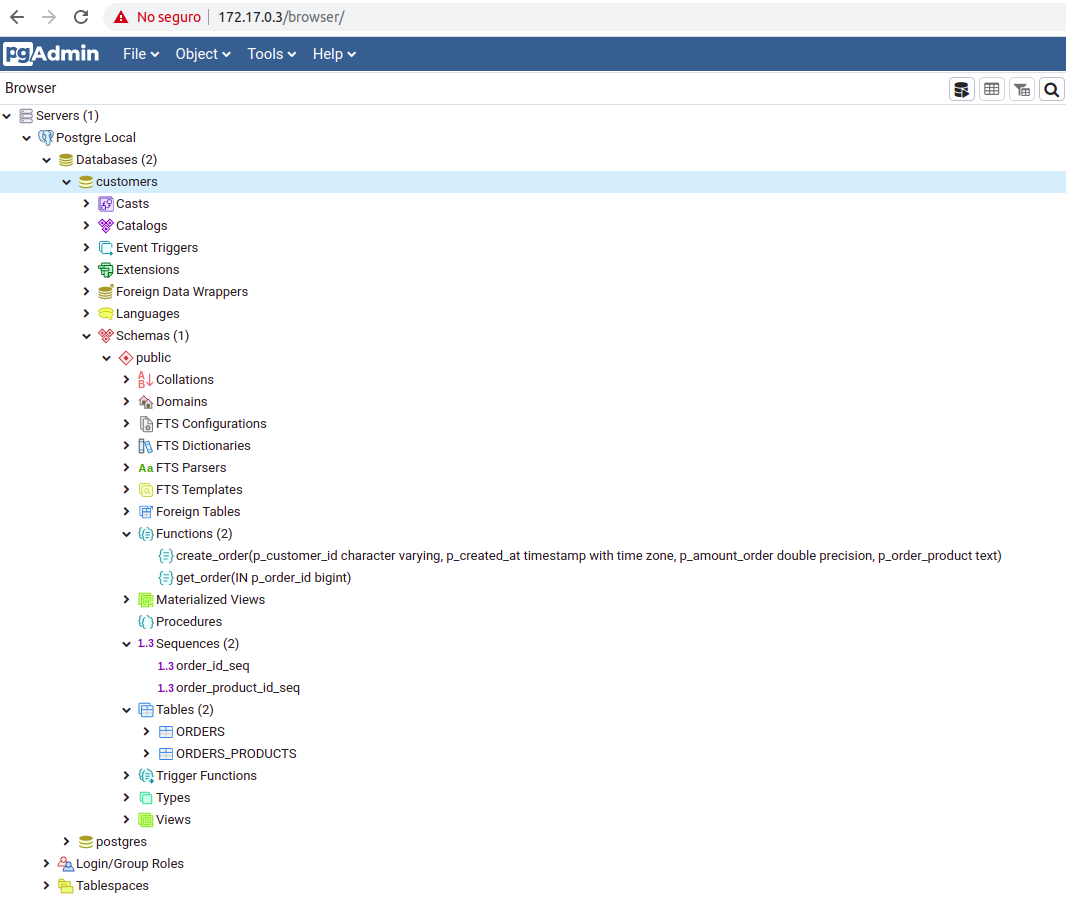 No seguro 172.17.0.3/browser/
pgAdmin File Object Tools Help
Browser
Servers (1)
Postgre Local
Databases (2)
customers
Casts
Catalogs
Event Triggers
Extensions
Foreign Data Wrappers
Languages
Schemas (1)
public
Collations
Domains
FTS Configurations
FTS Dictionaries
Aa FTS Parsers
FTS Templates
Foreign Tables
Functions (2)
create_order(p_customer_id character varying, p_created_at timestamp with time zone, p_amount_order double precision, p_order_product text)
get_order(IN p_order_id bigint)
Materialized Views
Procedures
1..3 Sequences (2)
1..3 order_id_seq
1..3 order_product_id_seq
Tables (2)
ORDERS
ORDERS_PRODUCTS
Trigger Functions
Types
Views
postgres
Login/Group Roles
Tablespaces